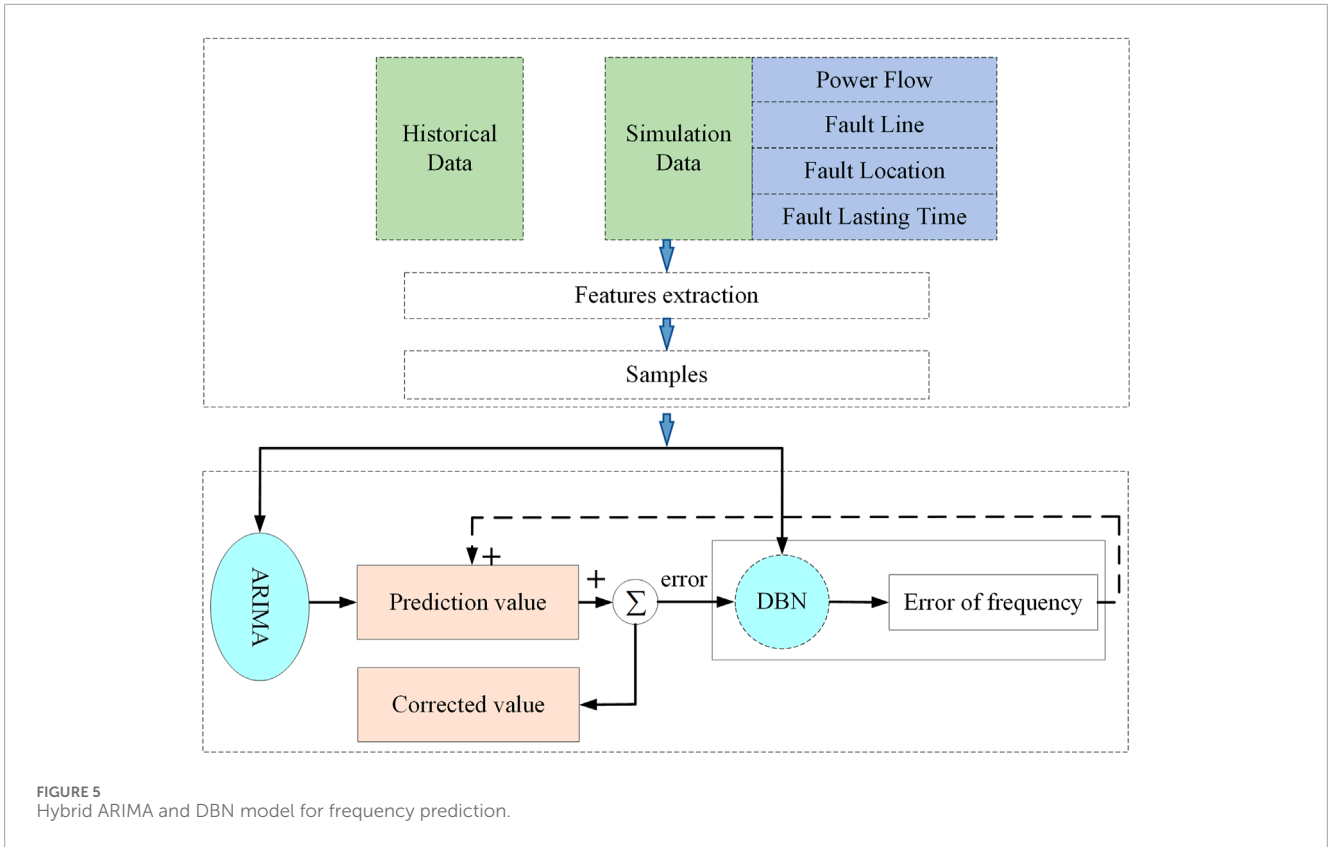 Historical
Data
Simulation
Data
Power Flow
Fault Line
Fault Location
Fault Lasting Time
Features extraction
Samples
ARIMA
+
Prediction value
+
Σ
error
DBN
Error of frequency
Corrected value
FIGURE 5
Hybrid ARIMA and DBN model for frequency prediction.